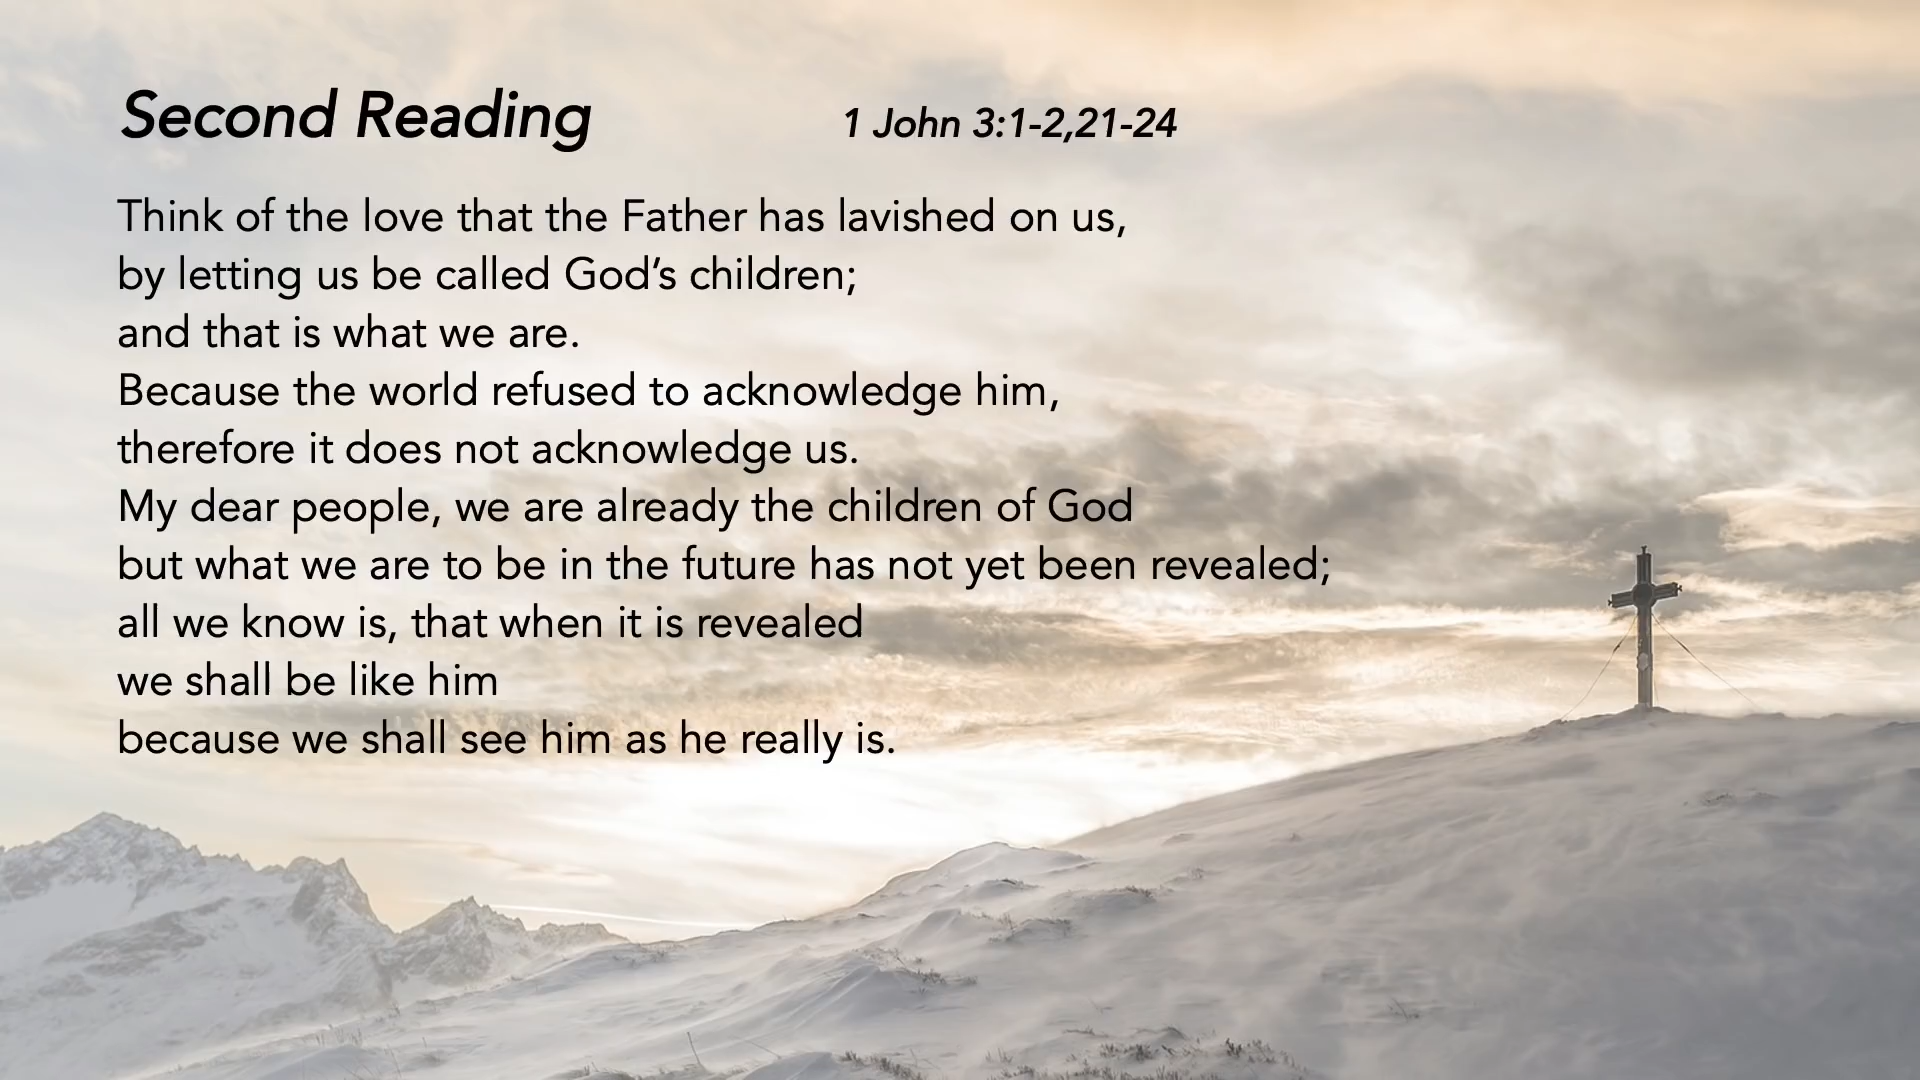 Second Reading 1 John 3:1-2,21-24
Think of the love that the Father has lavished on us,
by letting us be called God’s children;
and that is what we are.
Because the world refused to acknowledge him,
therefore it does not acknowledge us.
My dear people, we are already the children of God
but what we are to be in the future has not yet been revealed;
all we know is, that when it is revealed
we shall be like him
because we shall see him as he really is.